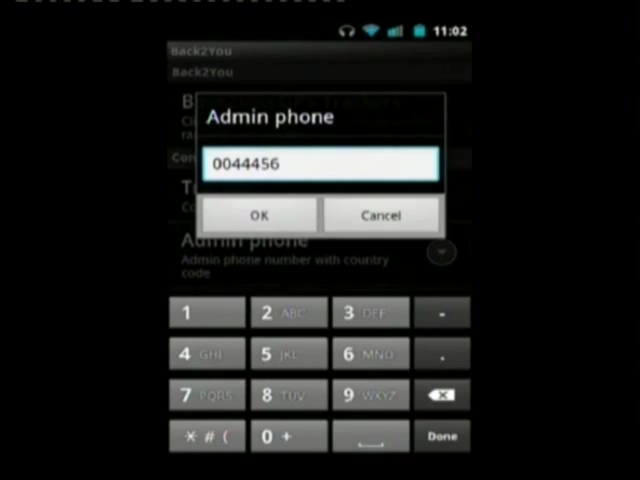 11:02
Back2You
Back2You
Admin phone
0044456
OK Cancel
Admin phone
Admin phone number with country
code
1 2 ABC 3 DEF -
4 GHI 5 JKL 6 MNO .
7 PQRS 8 TUV 9 WXYZ
* # ( 0 + Done